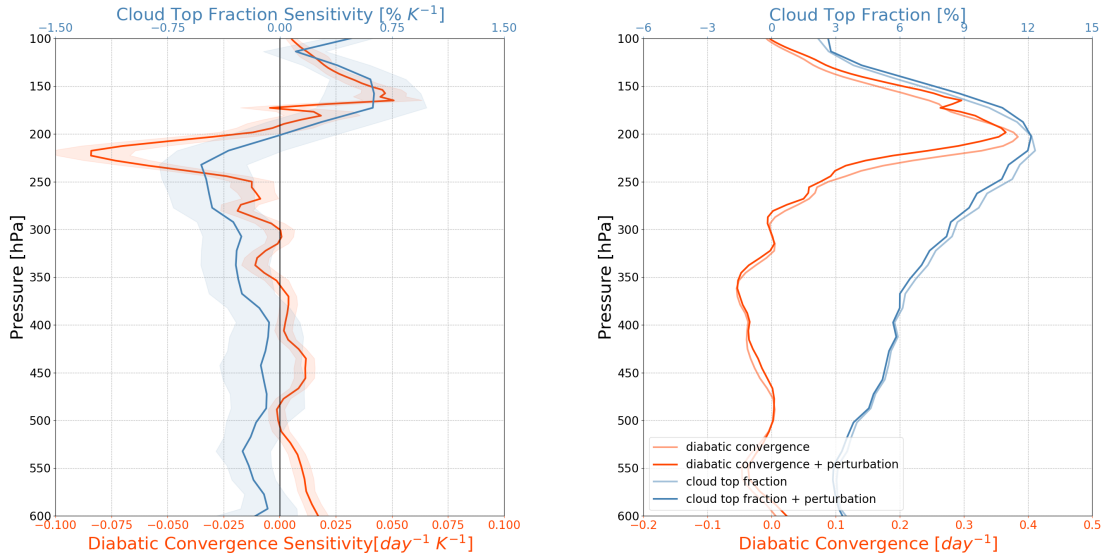 Cloud Top Fraction Sensitivity [% K⁻¹]
−1.50 −0.75 0.00 0.75 1.50
100
150
200
250
300
350
400
450
500
550
600
Pressure [hPa]
−0.100 −0.075 −0.050 −0.025 0.000 0.025 0.050 0.075 0.100
Diabatic Convergence Sensitivity[day⁻¹ K⁻¹]
Cloud Top Fraction [%]
−6 −3 0 3 6 9 12 15
100
150
200
250
300
350
400
450
500
550
600
Pressure [hPa]
diabatic convergence
diabatic convergence + perturbation
cloud top fraction
cloud top fraction + perturbation
−0.2 −0.1 0.0 0.1 0.2 0.3 0.4 0.5
Diabatic Convergence [day⁻¹]